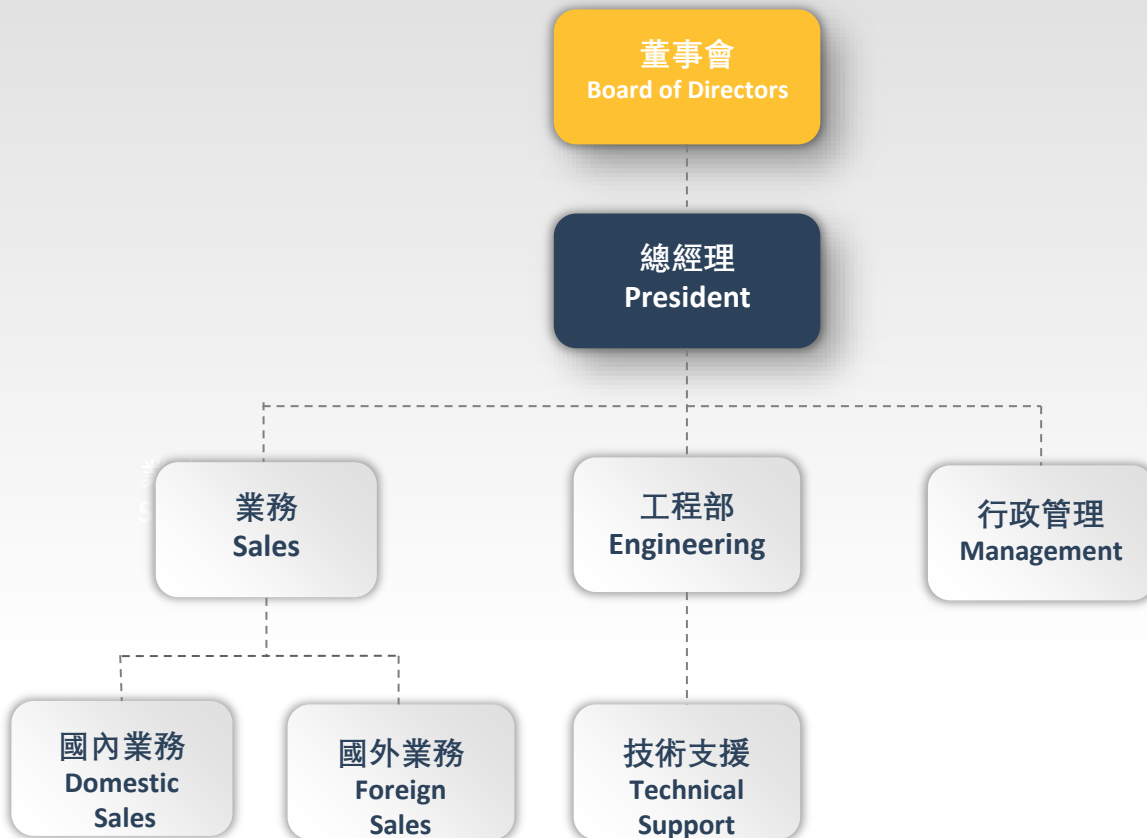 董事會
Board of Directors
總經理
President
業務
Sales
工程部
Engineering
行政管理
Management
國內業務
Domestic
Sales
國外業務
Foreign
Sales
技術支援
Technical
Support